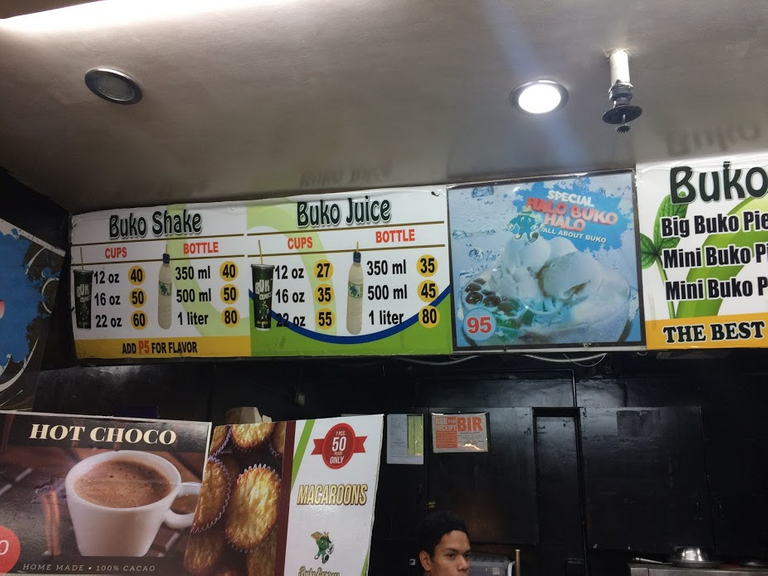 Buko Shake
CUPS BOTTLE
12 oz 40 350 ml 40
16 oz 50 500 ml 50
22 oz 60 1 liter 80
ADD P5 FOR FLAVOR
Buko Juice
CUPS BOTTLE
12 oz 27 350 ml 35
16 oz 35 500 ml 45
22 oz 55 1 liter 80
SPECIAL
HALO BUKO
HALO
ALL ABOUT BUKO
95
Buko
Big Buko Pie
Mini Buko Pi
Mini Buko P
THE BEST
HOT CHOCO
HOME MADE • 100% CACAO
50
ONLY
MACAROONS
BIR